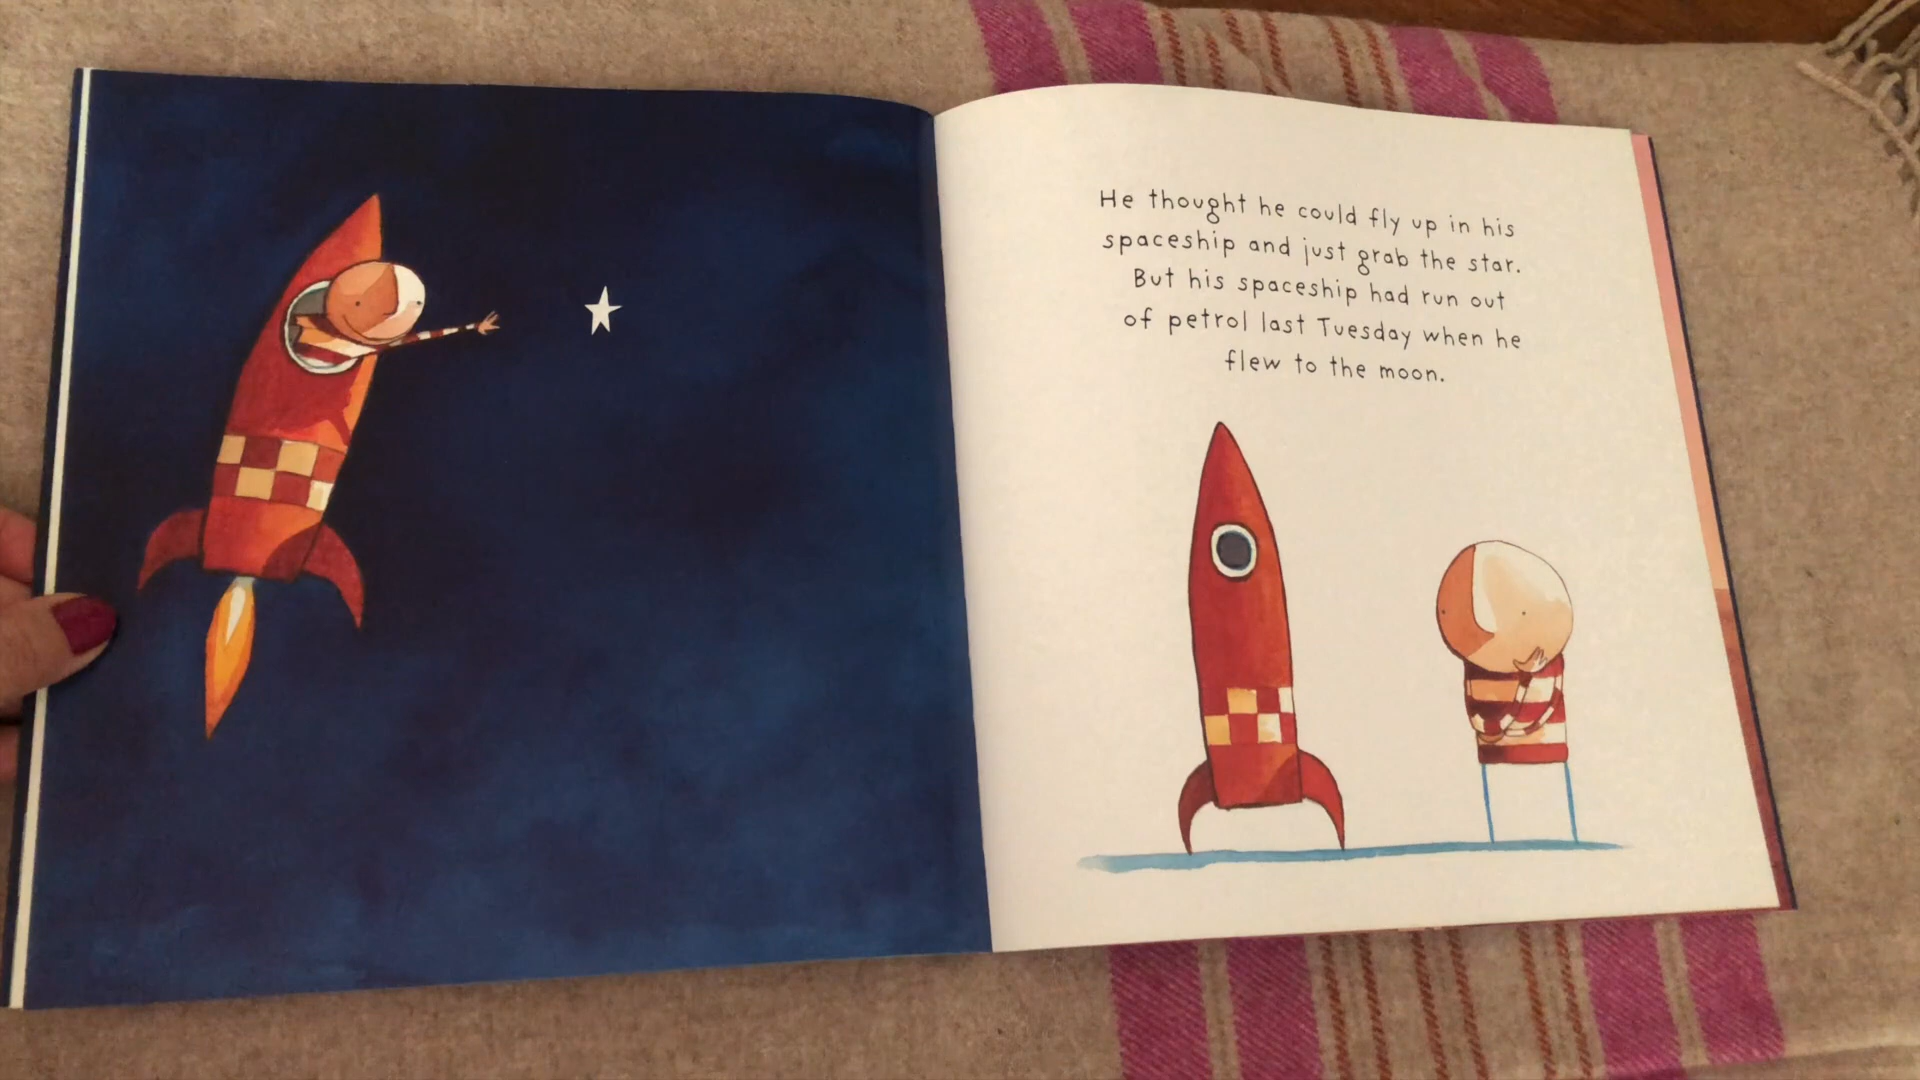 He thought he could fly up in his
spaceship and just grab the star.
But his spaceship had run out
of petrol last Tuesday when he
flew to the moon.